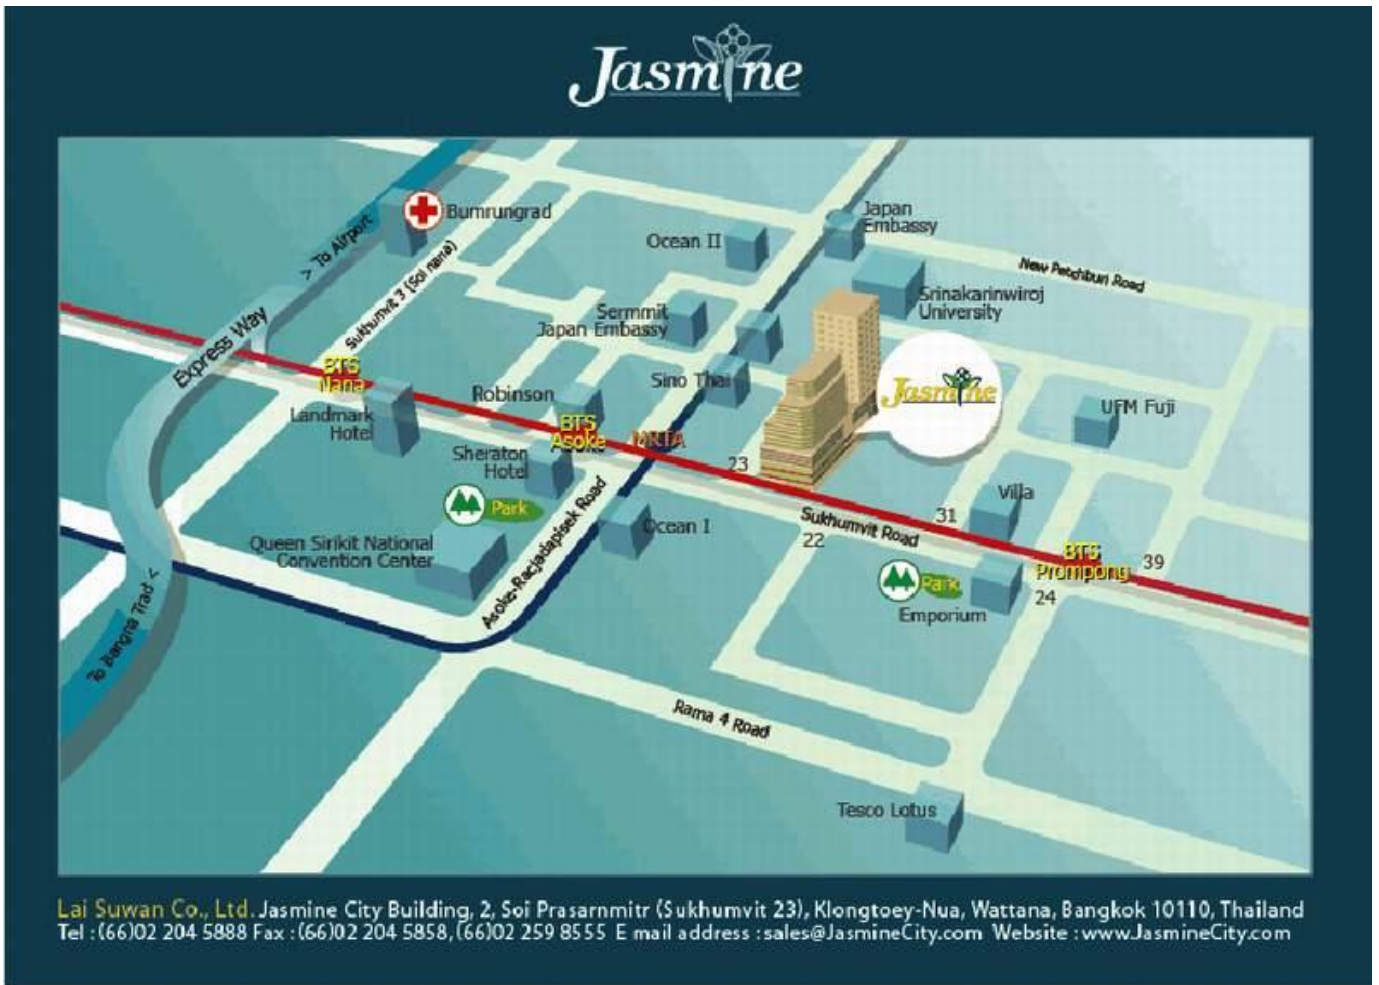 Jasmine
Bumrungrad
Japan
Embassy
Ocean II
> To Airport
New Petchburi Road
Sukhumvit 3 (Soi nana)
Srinakarinwiroj
University
Sermmit
Japan Embassy
Express Way
BTS
Nana
Sino Thai
Jasmine
Robinson
Landmark
Hotel
UFM Fuji
BTS
Asoke
MRTA
Sheraton
Hotel
23
Villa
Park
Asoke-Racjadapisek Road
Ocean I
Sukhumvit Road
31
22
Queen Sirikit National
Convention Center
BTS
Prompong
39
Park
24
Emporium
To Bangna Trad <
Rama 4 Road
Tesco Lotus
Lai Suwan Co., Ltd. Jasmine City Building, 2, Soi Prasarnmitr (Sukhumvit 23), Klongtoey-Nua, Wattana, Bangkok 10110, Thailand
Tel : (66)02 204 5888 Fax : (66)02 204 5858, (66)02 259 8555 E mail address : sales@JasmineCity.com Website : www.JasmineCity.com